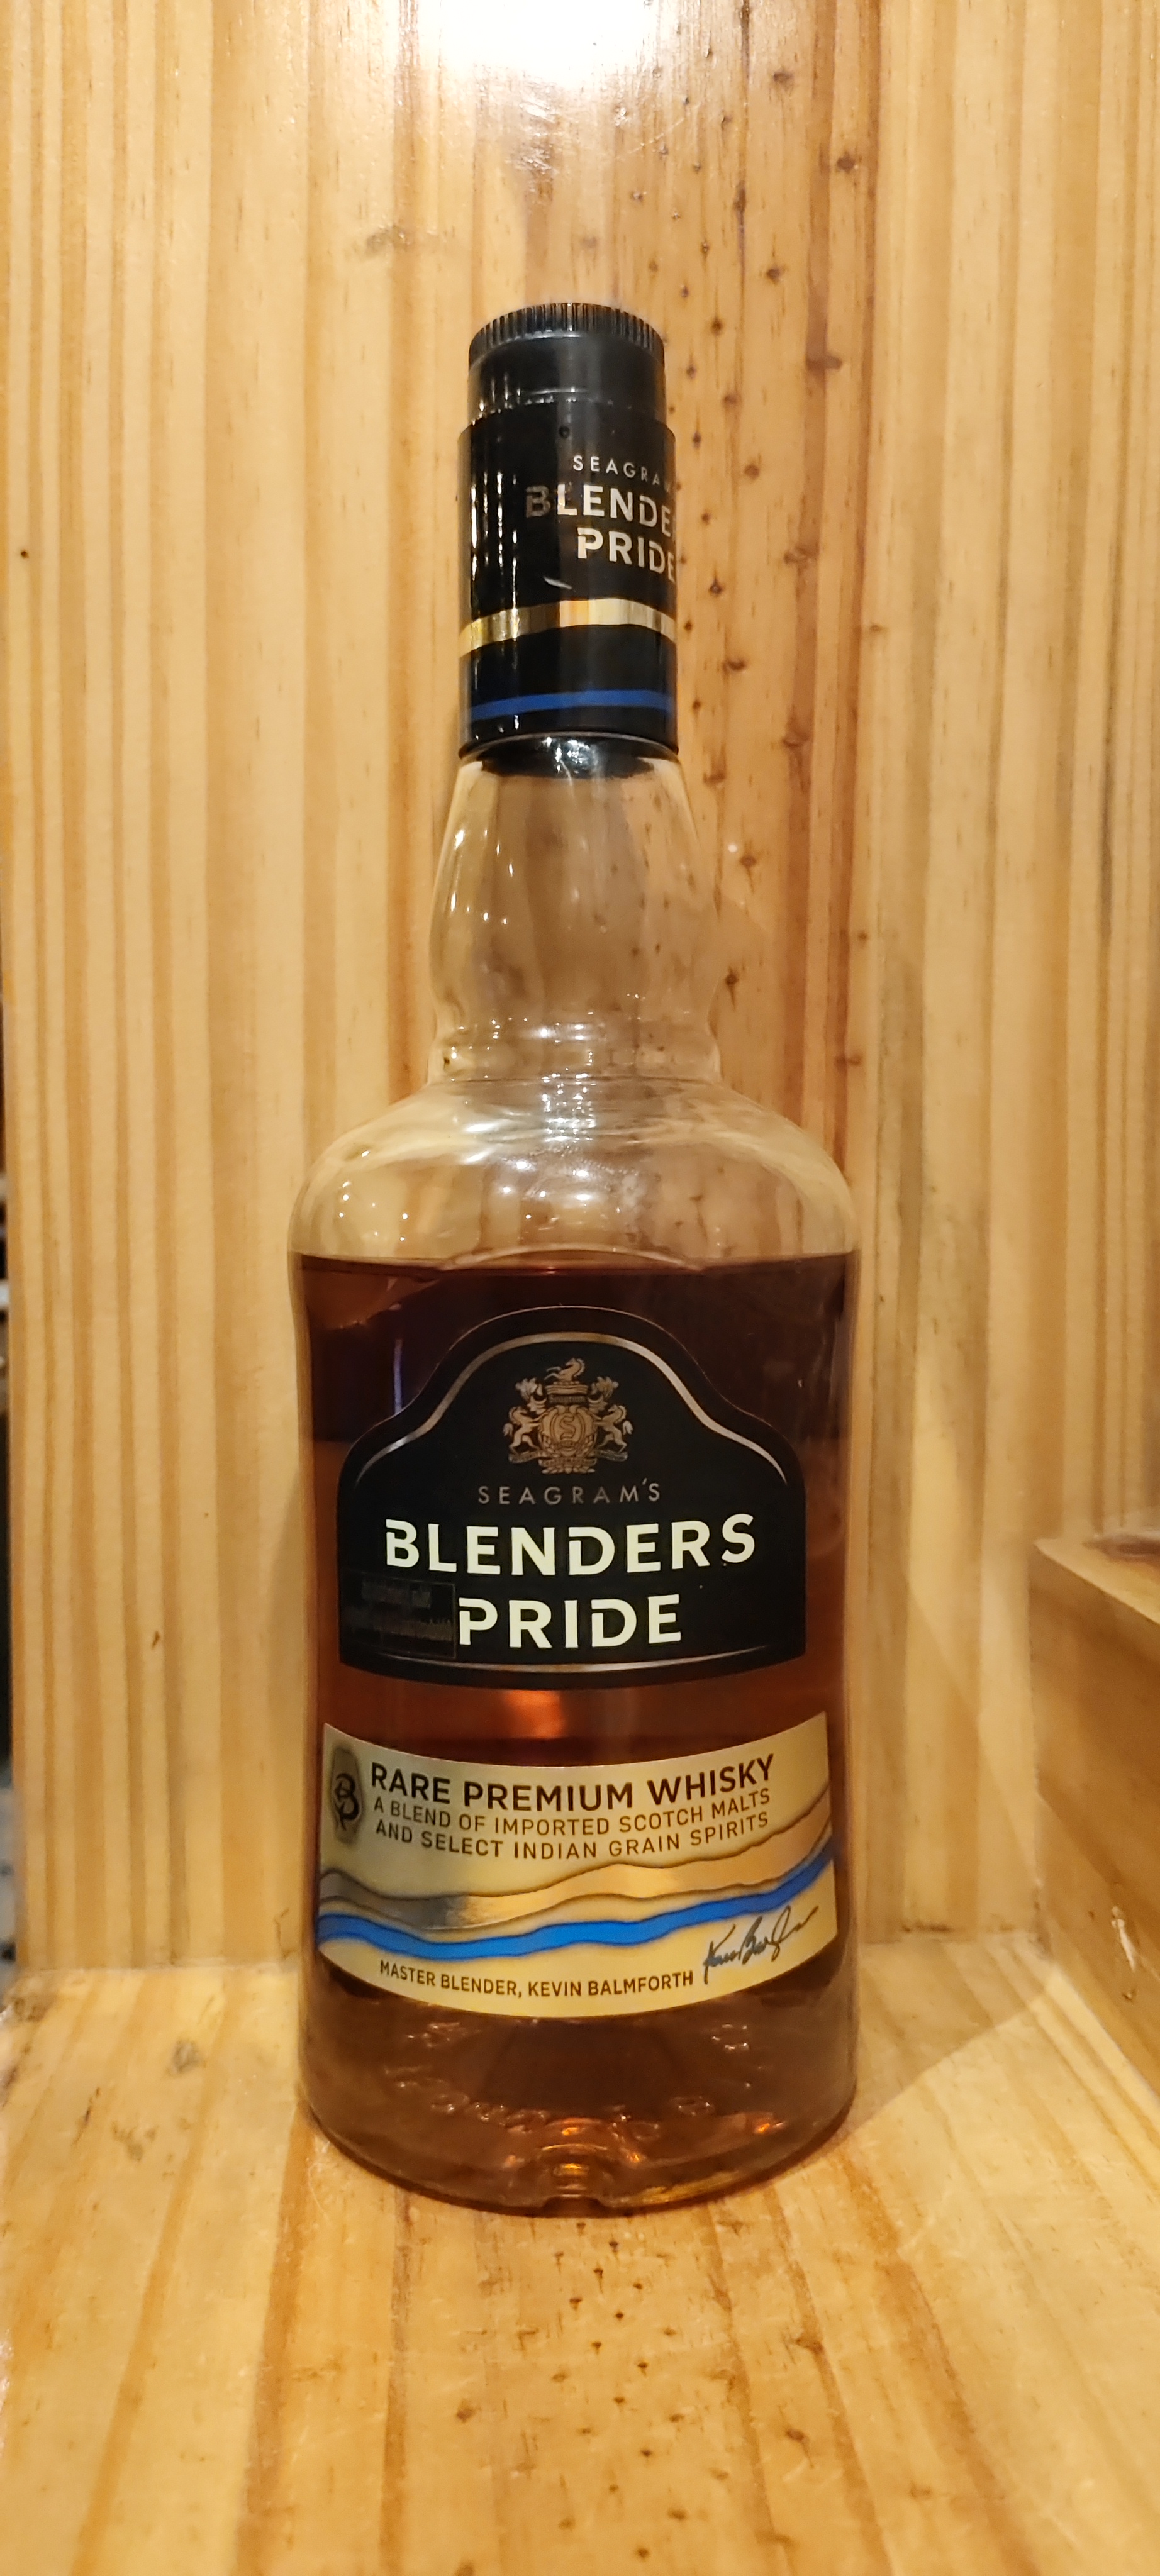 SEAGRAM
BLENDE
PRIDE
SEAGRAM'S
BLENDERS
PRIDE
RARE PREMIUM WHISKY
A BLEND OF IMPORTED SCOTCH MALTS
AND SELECT INDIAN GRAIN SPIRITS
MASTER BLENDER, KEVIN BALMFORTH